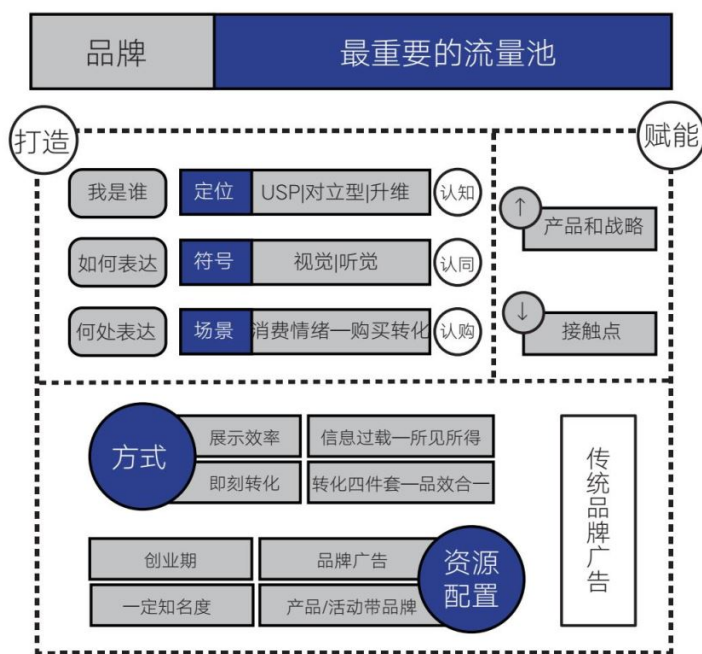 品牌 最重要的流量池
打造 赋能
我是谁 定位 USP|对立型|升维 认知
↑ 产品和战略
如何表达 符号 视觉|听觉 认同
何处表达 场景 消费情绪—购买转化 认购
↓ 接触点
方式
展示效率 信息过载—所见所得
即刻转化 转化四件套—品效合一
创业期 品牌广告
一定知名度 产品/活动带品牌
资源
配置
传统品牌广告